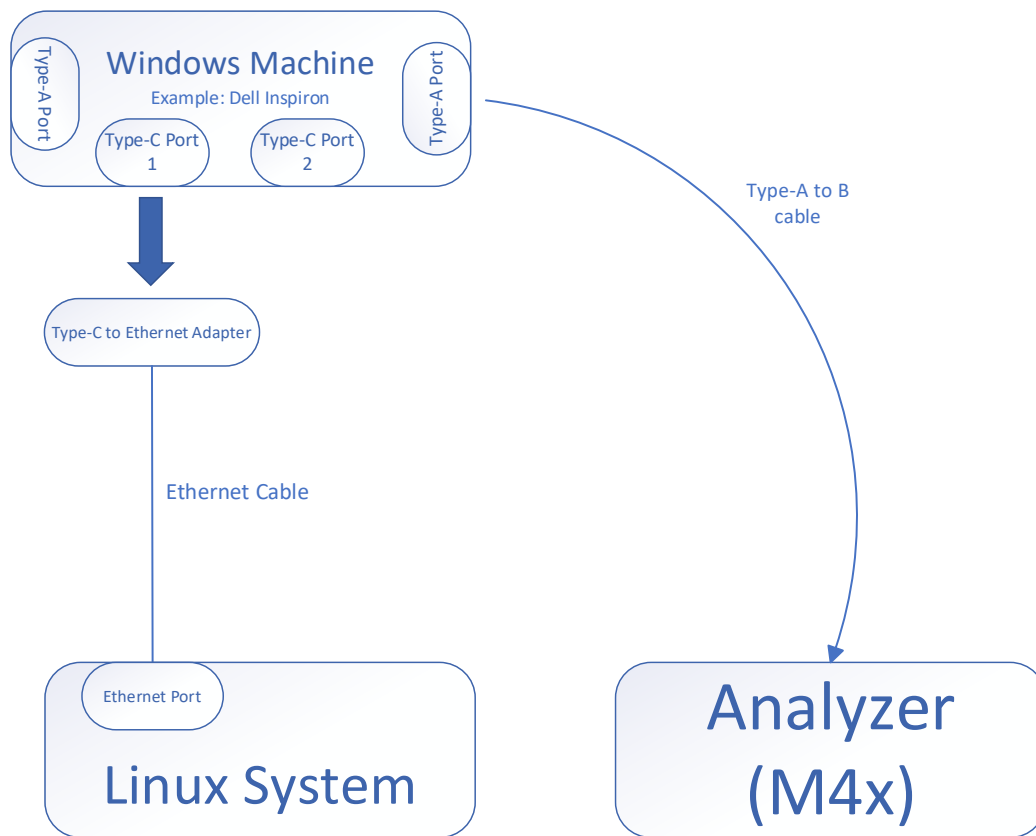 Windows Machine
Example: Dell Inspiron
Type-A Port
Type-A Port
Type-C Port
1
Type-C Port
2
Type-A to B
cable
Type-C to Ethernet Adapter
Ethernet Cable
Ethernet Port
Linux System
Analyzer
(M4x)